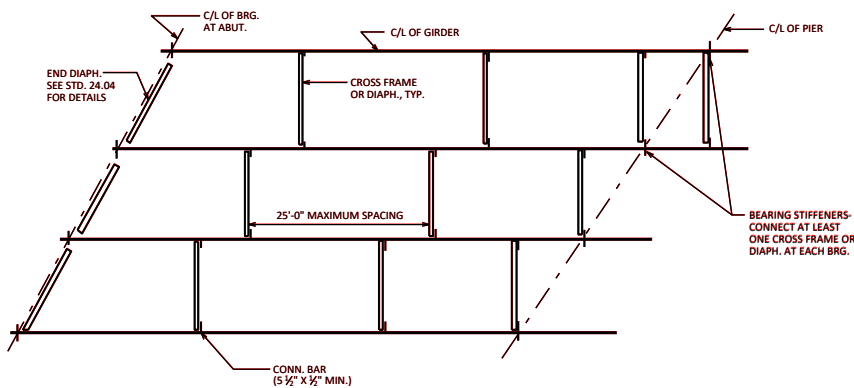 C/L OF BRG.
AT ABUT.
C/L OF GIRDER
C/L OF PIER
END DIAPH.
SEE STD. 24.04
FOR DETAILS
CROSS FRAME
OR DIAPH., TYP.
25'-0" MAXIMUM SPACING
BEARING STIFFENERS-
CONNECT AT LEAST
ONE CROSS FRAME OR
DIAPH. AT EACH BRG.
CONN. BAR
(5 ½" X ½" MIN.)